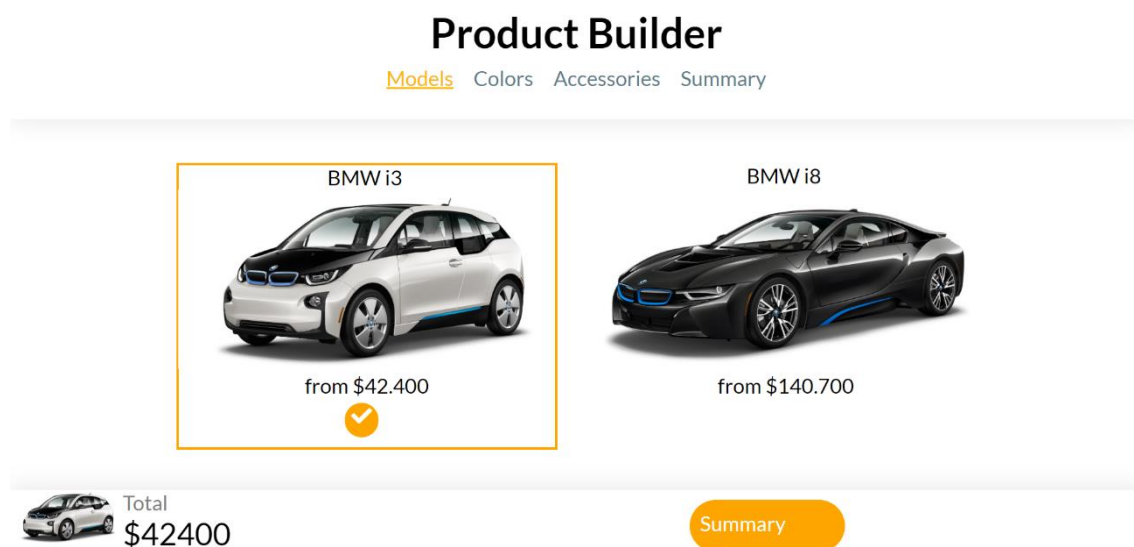 Product Builder
Models Colors Accessories Summary
BMW i3
BMW i8
from $42.400
from $140.700
Total
$42400
Summary